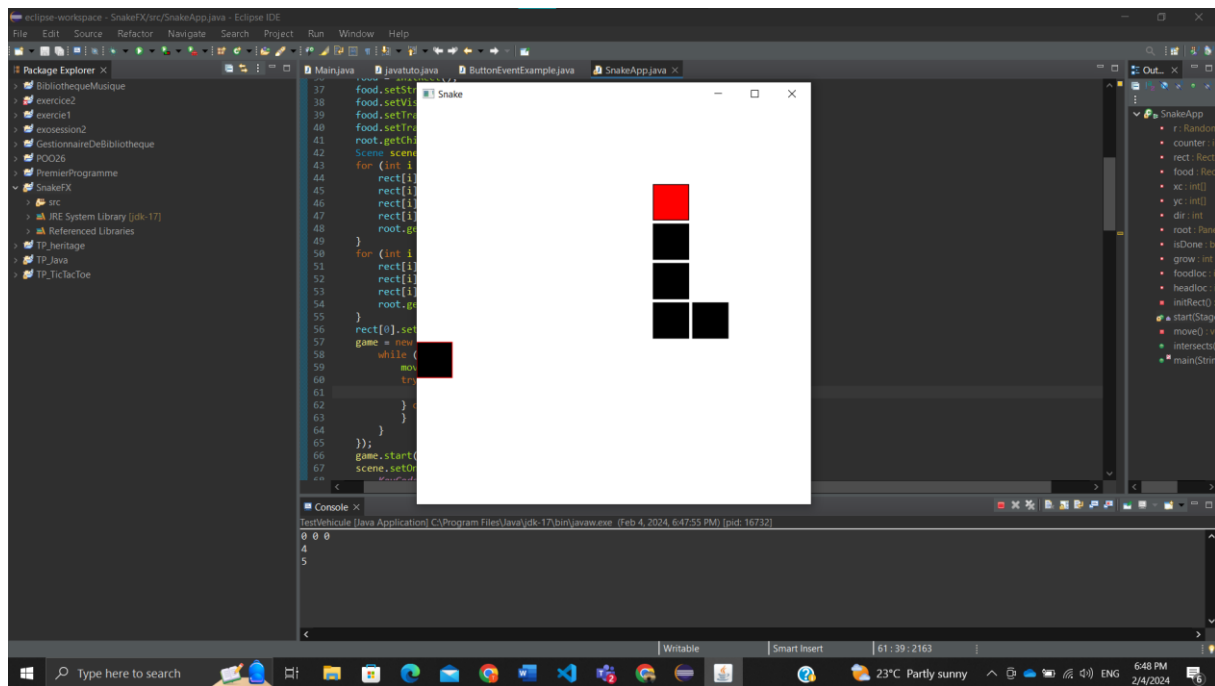 eclipse-workspace - SnakeFX/src/SnakeApp.java - Eclipse IDE
File Edit Source Refactor Navigate Search Project Run Window Help
Package Explorer
BibliothequeMusique
exercice2
exercie1
exosession2
GestionnaireDeBibliotheque
POO26
PremierProgramme
SnakeFX
src
JRE System Library [jdk-17]
Referenced Libraries
TP_heritage
TP_Java
TP_TicTacToe
Main.java javatuto.java ButtonEventExample.java SnakeApp.java
37 food.setStr
38 food.setVis
39 food.setTra
40 food.setTra
41 root.getChi
42 Scene scene
43 for (int i
44 rect[i]
45 rect[i]
46 rect[i]
47 rect[i]
48 root.ge
49 }
50 for (int i
51 rect[i]
52 rect[i]
53 rect[i]
54 root.ge
55 }
56 rect[0].set
57 game = new
58 while (
59 mov
60 try
61
62 } c
63 }
64 }
65 });
66 game.start(
67 scene.setOn
Snake
Out...
SnakeApp
r : Random
counter : i
rect : Rect
food : Rec
xc : int[]
yc : int[]
dir : int
root : Pane
isDone : b
grow : int
foodloc : i
headloc :
initRect() :
start(Stag
move() : v
intersects(
main(Strin
Console
TestVehicule [Java Application] C:\Program Files\Java\jdk-17\bin\javaw.exe (Feb 4, 2024, 6:47:55 PM) [pid: 16732]
0 0 0
4
5
Writable Smart Insert 61 : 39 : 2163
Type here to search 23°C Partly sunny ENG 6:48 PM
2/4/2024